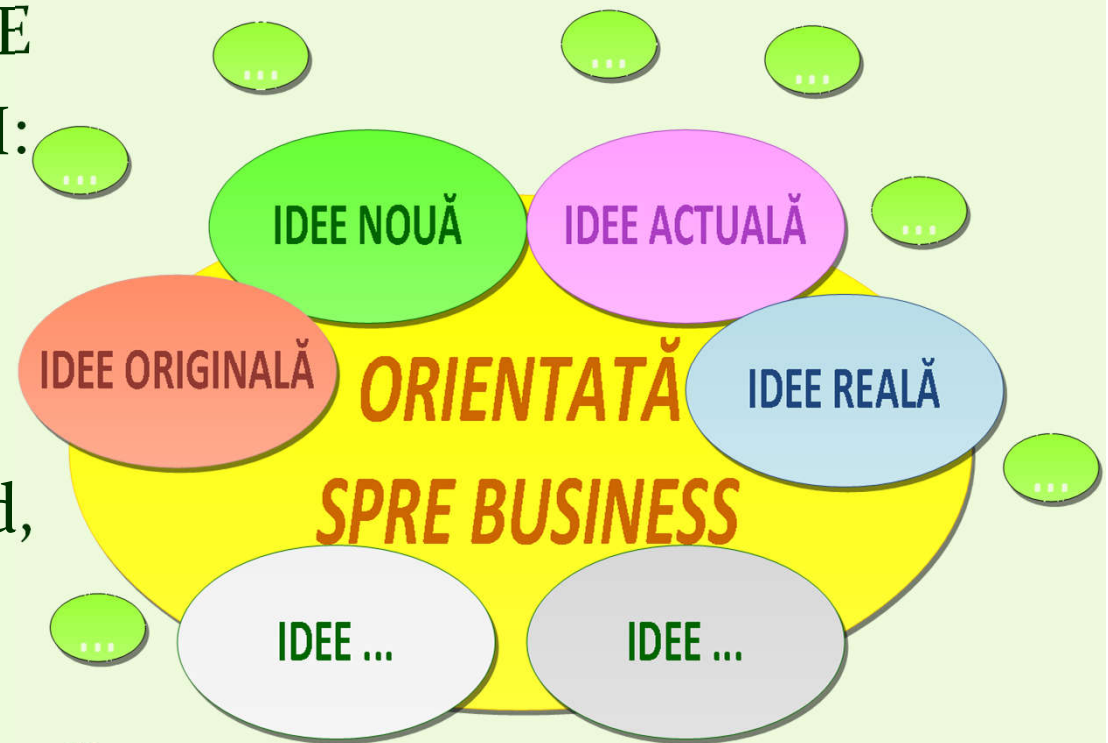 E
I:
...
...
...
...
...
IDEE NOUĂ
IDEE ACTUALĂ
IDEE ORIGINALĂ
IDEE REALĂ
ORIENTATĂ
SPRE BUSINESS
...
d,
...
IDEE ...
IDEE ...